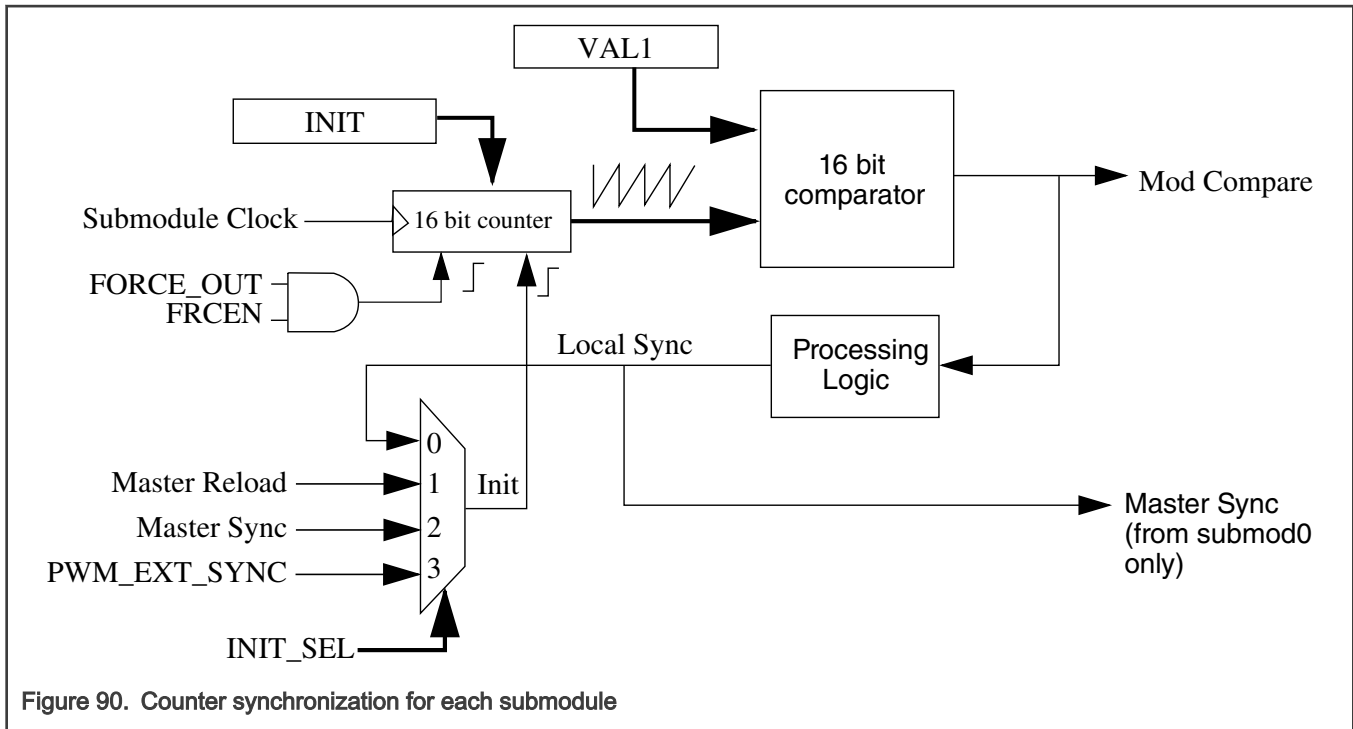 VAL1
INIT
16 bit
comparator
Mod Compare
Submodule Clock
16 bit counter
FORCE_OUT
FRCEN
Local Sync
Processing
Logic
0
Master Reload
1
Init
Master Sync
2
PWM_EXT_SYNC
3
Master Sync
(from submod0
only)
INIT_SEL
Figure 90. Counter synchronization for each submodule